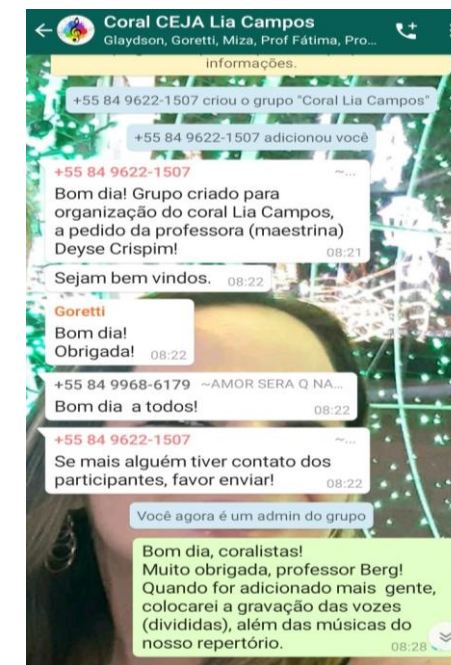 Coral CEJA Lia Campos
Glaydson, Goretti, Miza, Prof Fátima, Pro...
informações.
+55 84 9622-1507 criou o grupo "Coral Lia Campos"
+55 84 9622-1507 adicionou você
+55 84 9622-1507 ~...
Bom dia! Grupo criado para
organização do coral Lia Campos,
a pedido da professora (maestrina)
Deyse Crispim! 08:21
Sejam bem vindos. 08:22
Goretti
Bom dia!
Obrigada! 08:22
+55 84 9968-6179 ~AMOR SERA Q NA...
Bom dia a todos! 08:22
+55 84 9622-1507 ~...
Se mais alguém tiver contato dos
participantes, favor enviar! 08:22
Você agora é um admin do grupo
Bom dia, coralistas!
Muito obrigada, professor Berg!
Quando for adicionado mais gente,
colocarei a gravação das vozes
(divididas), além das músicas do
nosso repertório. 08:28